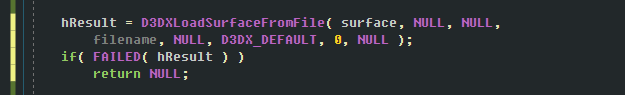 hResult = D3DXLoadSurfaceFromFile( surface, NULL, NULL,
filename, NULL, D3DX_DEFAULT, 0, NULL );
if( FAILED( hResult ) )
return NULL;